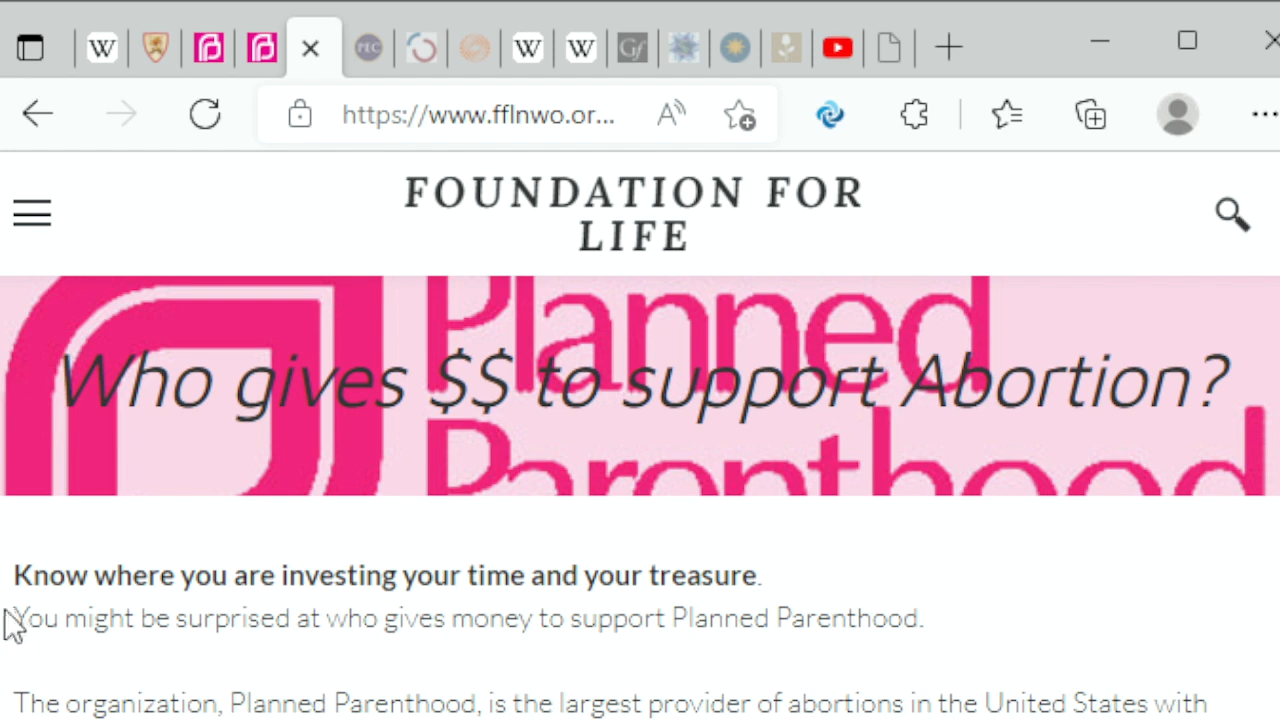 W
PEC
W
W
Gf
https://www.fflnwo.or...
A
FOUNDATION FOR
LIFE
Planned
Parenthood
Who gives $$ to support Abortion?
Know where you are investing your time and your treasure.
You might be surprised at who gives money to support Planned Parenthood.
The organization, Planned Parenthood, is the largest provider of abortions in the United States with